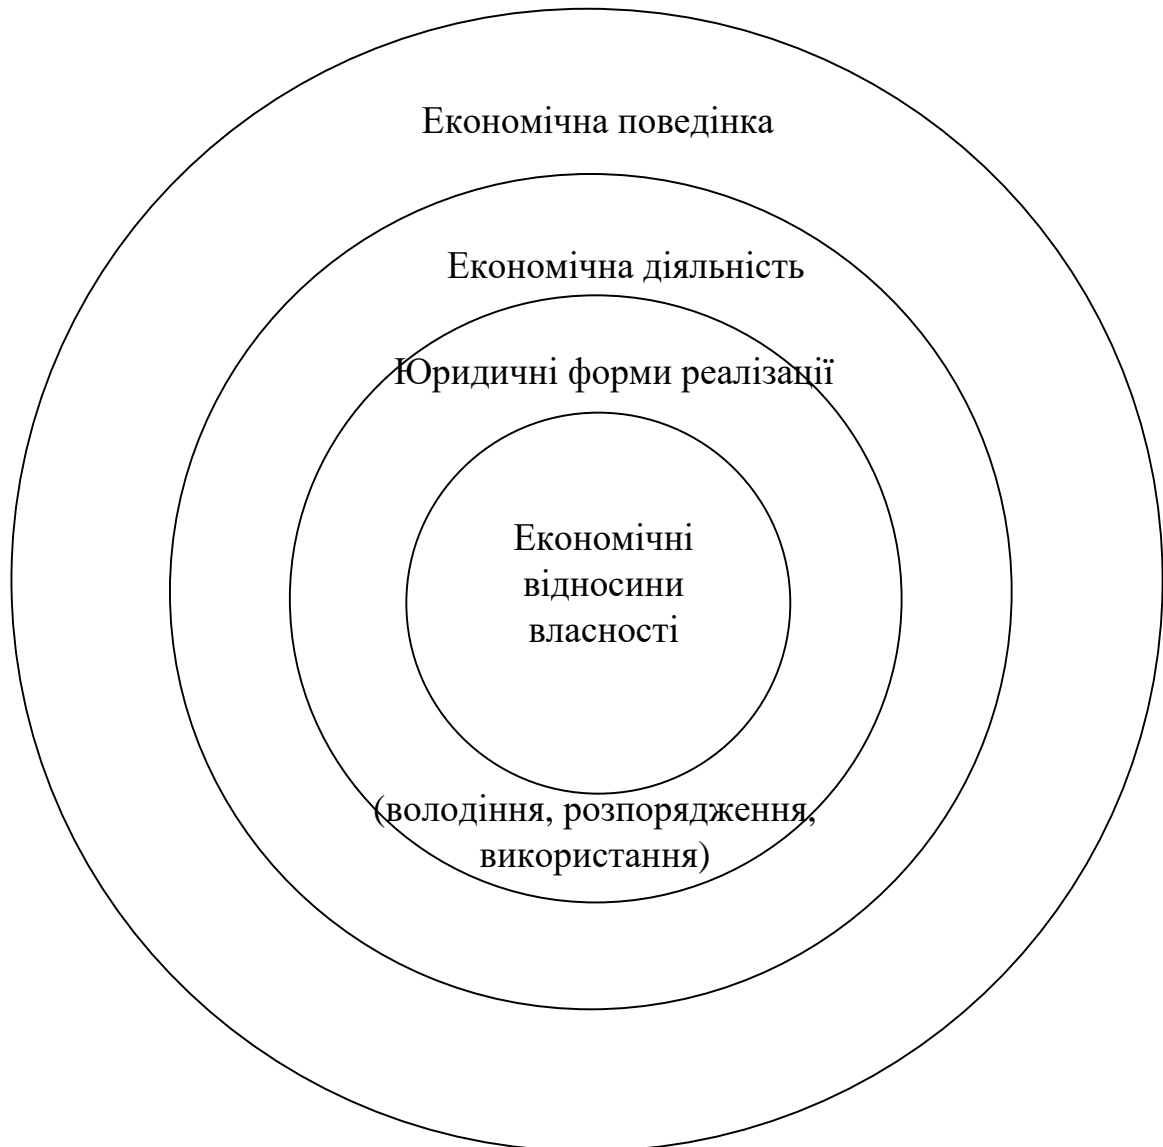 Економічна поведінка
Економічна діяльність
Юридичні форми реалізації
Економічні
відносини
власності
(володіння, розпорядження,
використання)